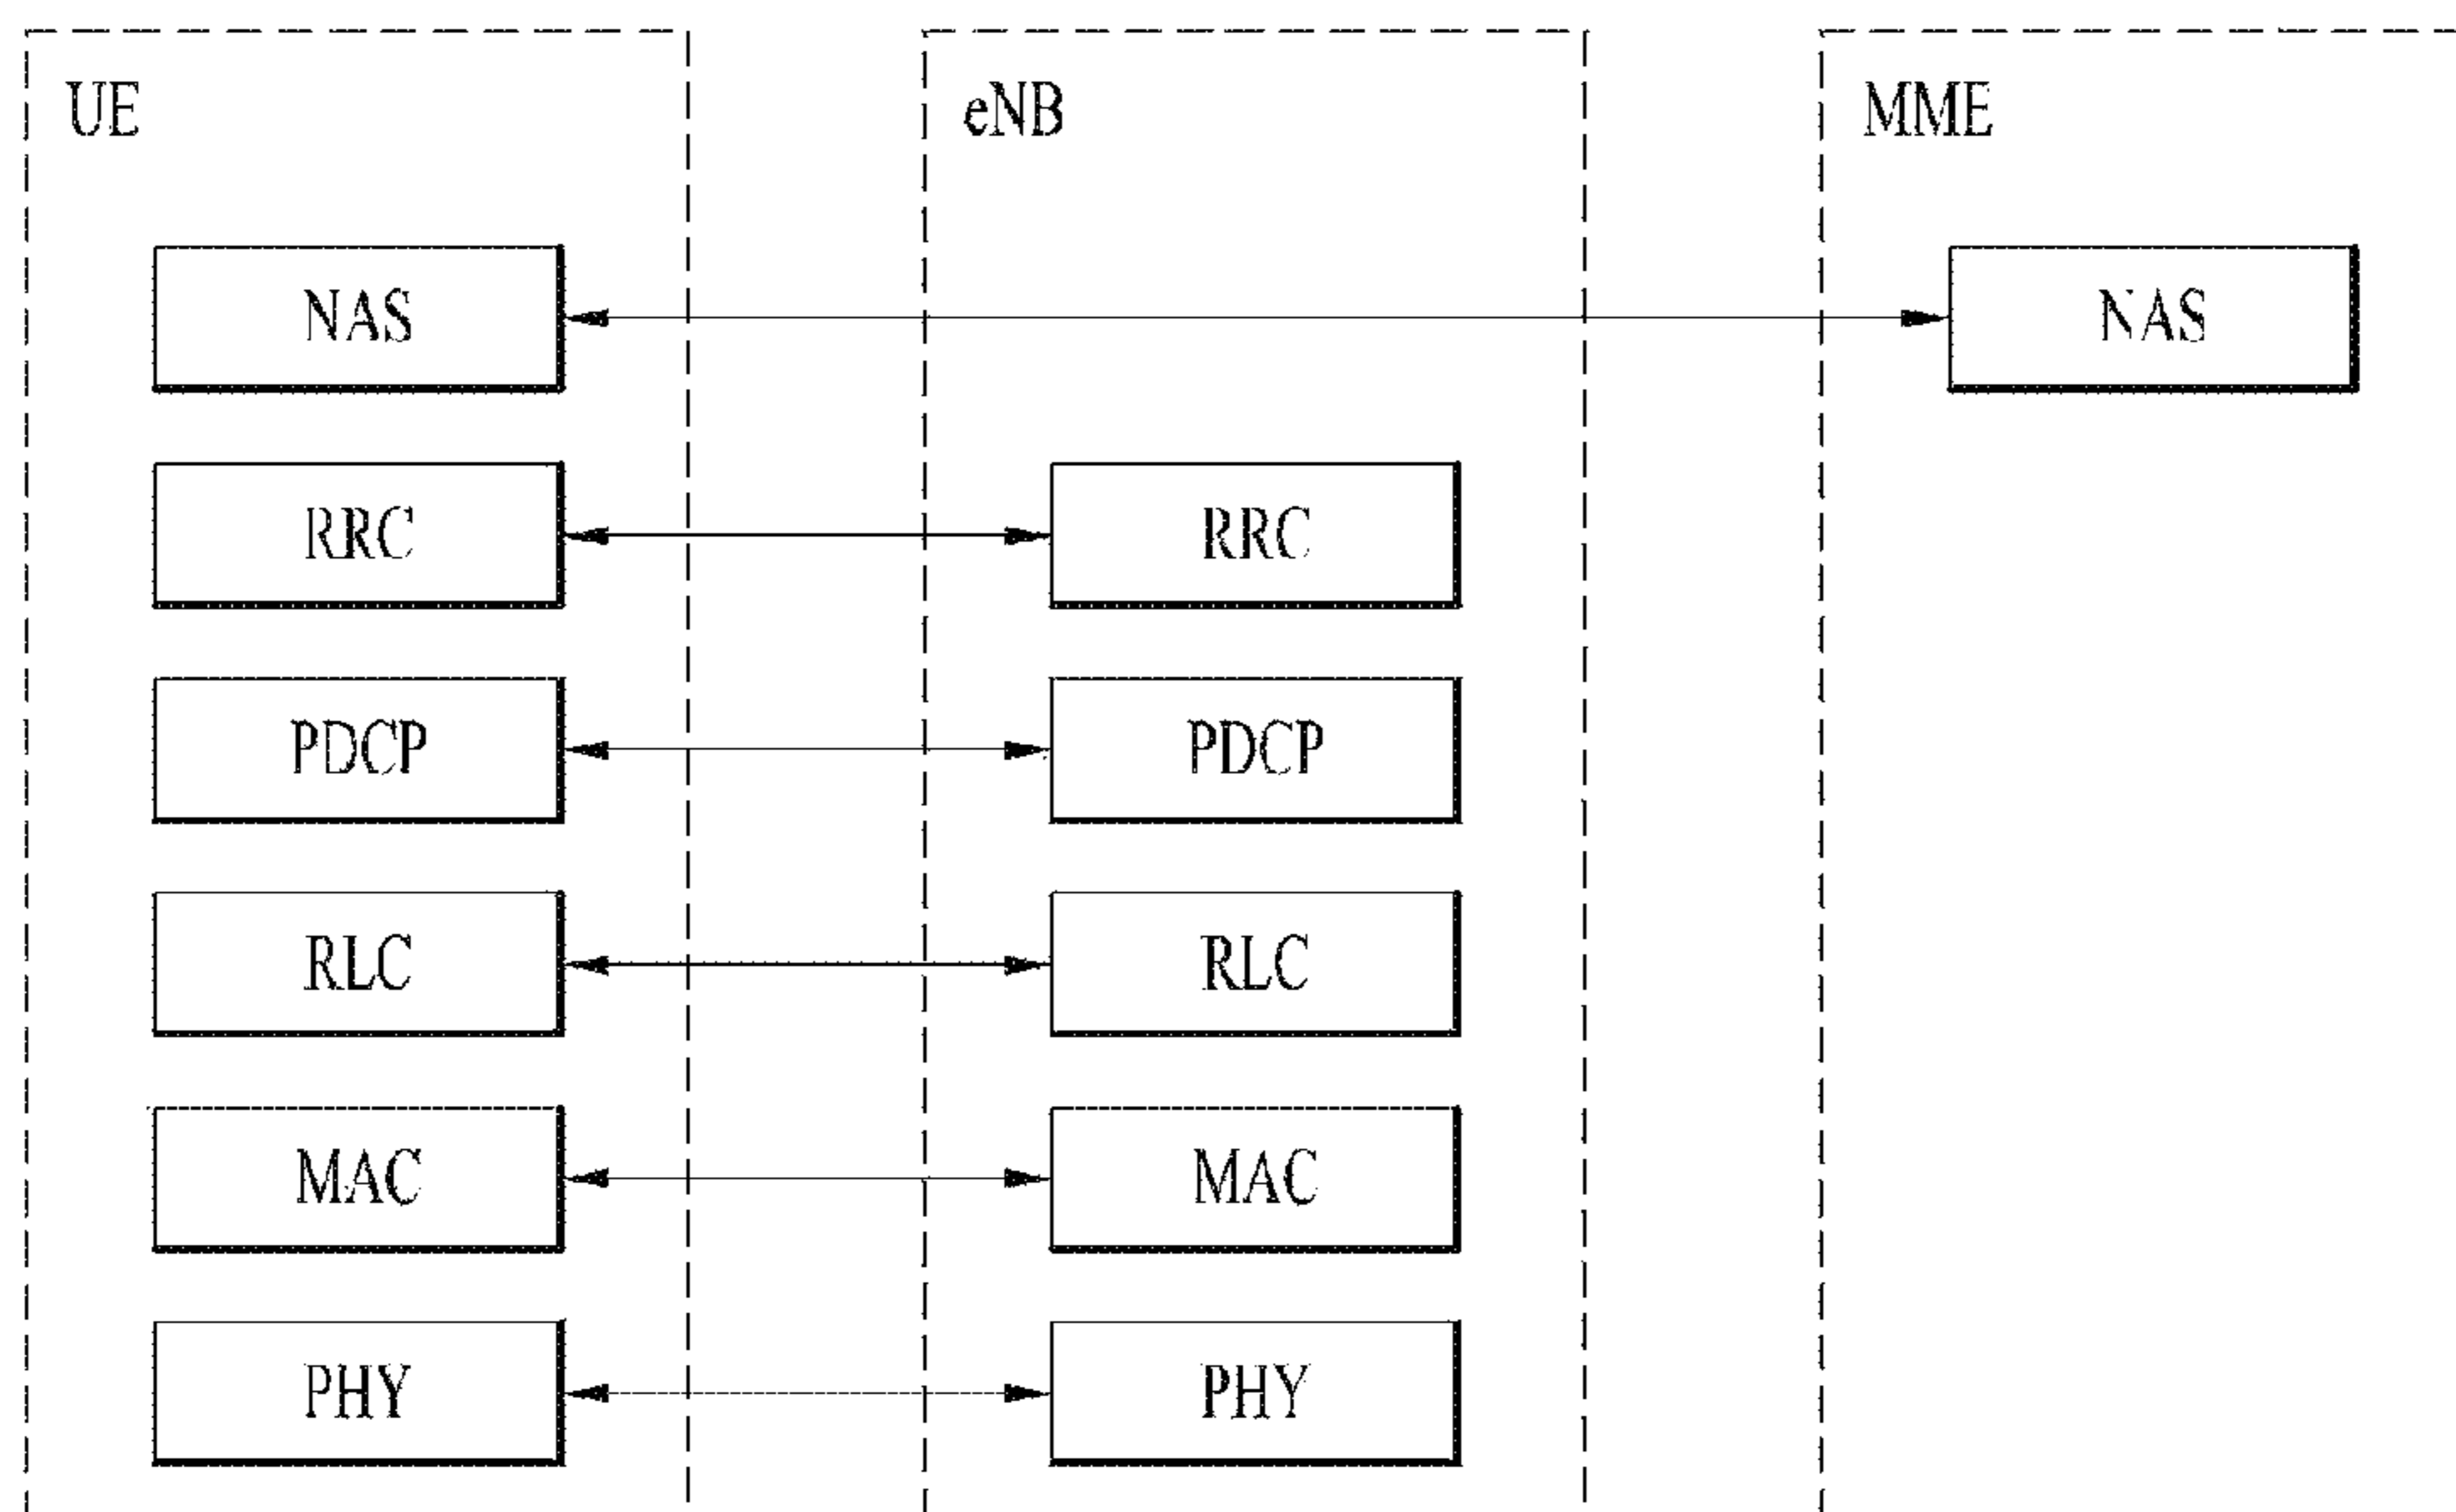 UE eNB MME
NAS NAS
RRC RRC
PDCP PDCP
RLC RLC
MAC MAC
PHY PHY